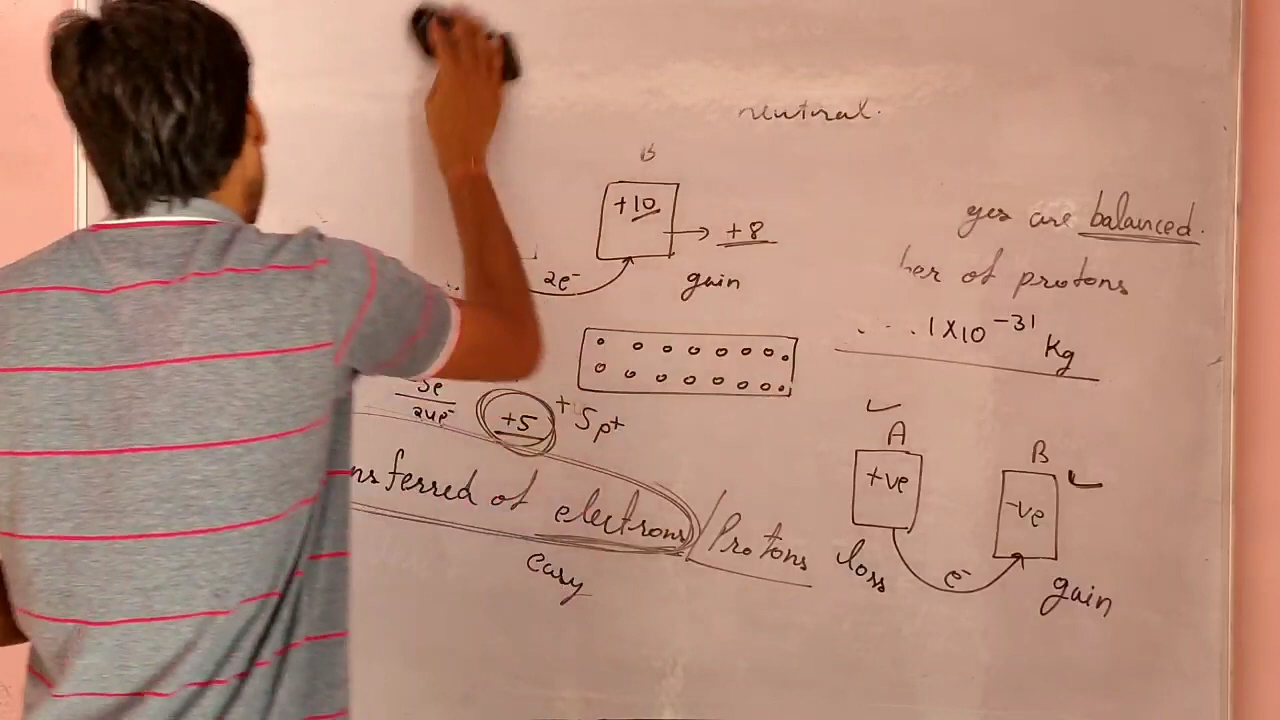 neutral.
B
+10
+8
yes are balanced.
2e⁻
gain
ber of protons
. - . . 1 X 10⁻³¹ Kg
+5
+ 5p+
A
+ve
B
-ve
nsferred of electrons / Protons
loss
e⁻
gain
easy